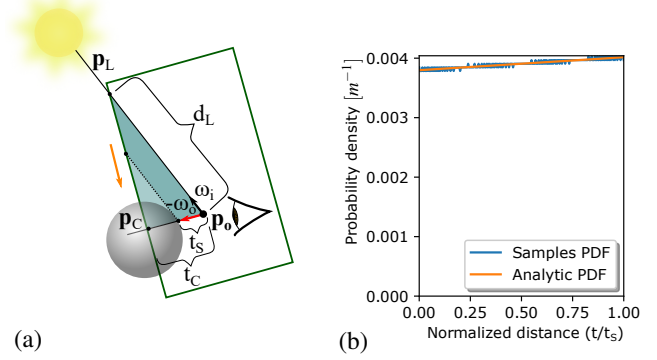 p_L
d_L
-ω_o
ω_i
p_C
p_o
t_S
t_C
(a)
Probability density [m⁻¹]
0.004
0.003
0.002
0.001
0.000
Samples PDF
Analytic PDF
0.00 0.25 0.50 0.75 1.00
Normalized distance (t/t_S)
(b)